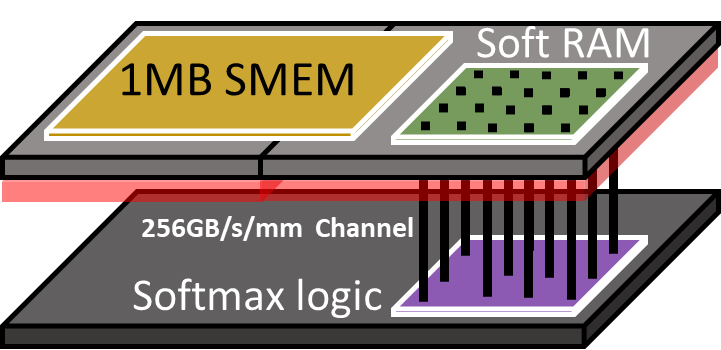 Soft RAM
1MB SMEM
256GB/s/mm Channel
Softmax logic